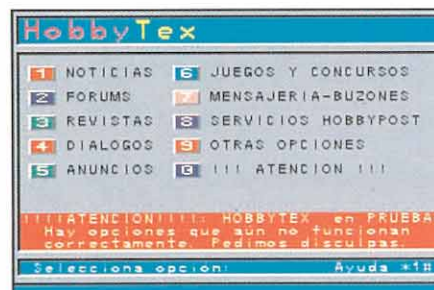 HobbyTex
1 NOTICIAS 6 JUEGOS Y CONCURSOS
2 FORUMS 7 MENSAJERIA-BUZONES
3 REVISTAS 8 SERVICIOS HOBBYPOST
4 DIALOGOS 9 OTRAS OPCIONES
5 ANUNCIOS 0 !!! ATENCION !!!
!!!!ATENCION!!!!: HOBBYTEX en PRUEBA
Hay opciones que aún no funcionan
correctamente. Pedimos disculpas.
Selecciona opción: Ayuda *1#